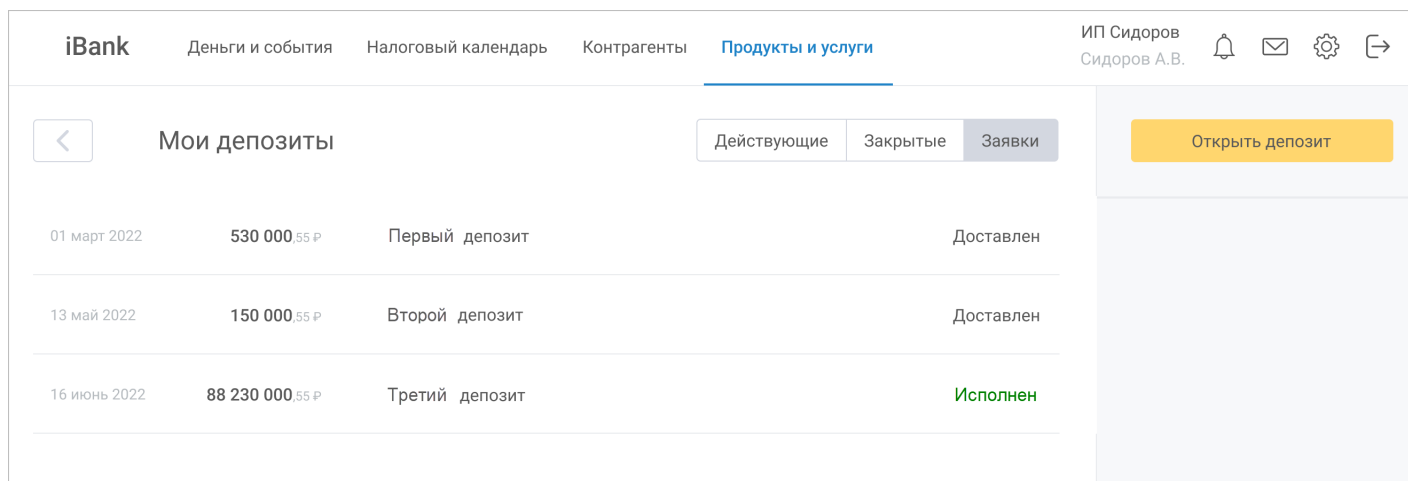 iBank Деньги и события Налоговый календарь Контрагенты Продукты и услуги ИП Сидоров
Сидоров А.В.
Мои депозиты Действующие Закрытые Заявки Открыть депозит
01 март 2022 530 000,55 ₽ Первый депозит Доставлен
13 май 2022 150 000,55 ₽ Второй депозит Доставлен
16 июнь 2022 88 230 000,55 ₽ Третий депозит Исполнен